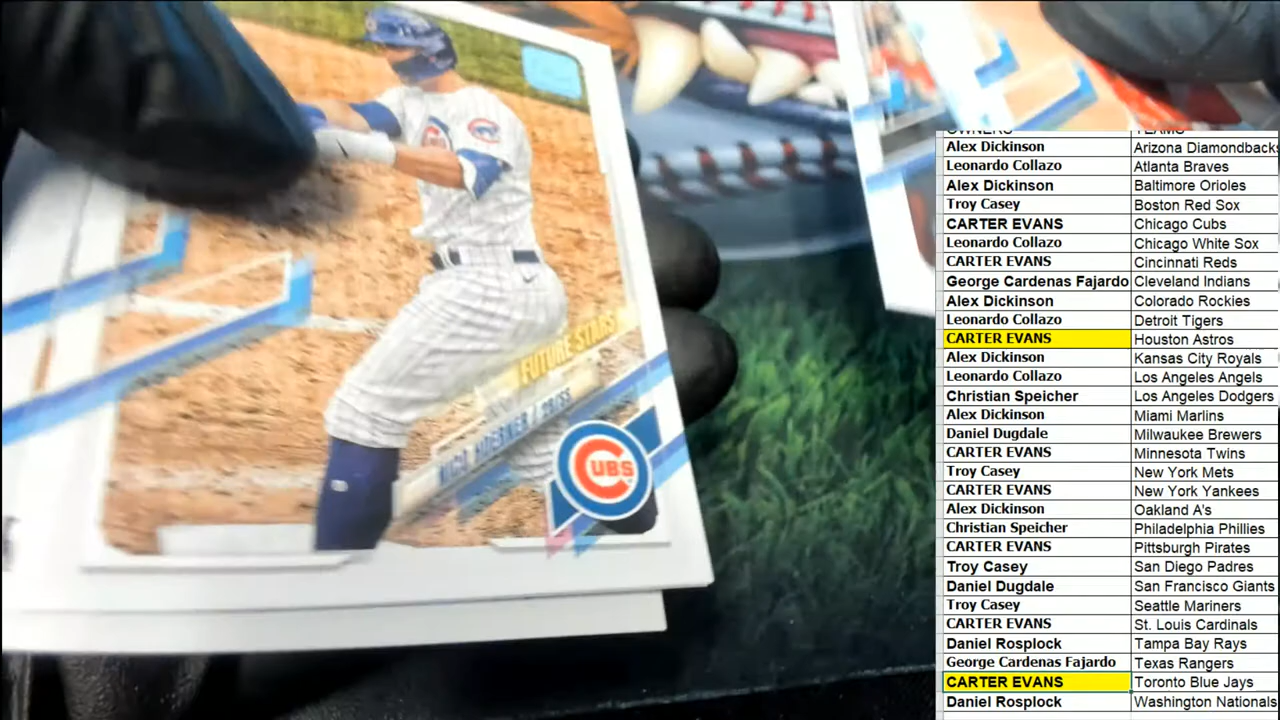 FUTURE STARS
NICO HOERNER | 2B/SS
CUBS
OWNERS TEAMS
Alex Dickinson Arizona Diamondbacks
Leonardo Collazo Atlanta Braves
Alex Dickinson Baltimore Orioles
Troy Casey Boston Red Sox
CARTER EVANS Chicago Cubs
Leonardo Collazo Chicago White Sox
CARTER EVANS Cincinnati Reds
George Cardenas Fajardo Cleveland Indians
Alex Dickinson Colorado Rockies
Leonardo Collazo Detroit Tigers
CARTER EVANS Houston Astros
Alex Dickinson Kansas City Royals
Leonardo Collazo Los Angeles Angels
Christian Speicher Los Angeles Dodgers
Alex Dickinson Miami Marlins
Daniel Dugdale Milwaukee Brewers
CARTER EVANS Minnesota Twins
Troy Casey New York Mets
CARTER EVANS New York Yankees
Alex Dickinson Oakland A's
Christian Speicher Philadelphia Phillies
CARTER EVANS Pittsburgh Pirates
Troy Casey San Diego Padres
Daniel Dugdale San Francisco Giants
Troy Casey Seattle Mariners
CARTER EVANS St. Louis Cardinals
Daniel Rosplock Tampa Bay Rays
George Cardenas Fajardo Texas Rangers
CARTER EVANS Toronto Blue Jays
Daniel Rosplock Washington Nationals